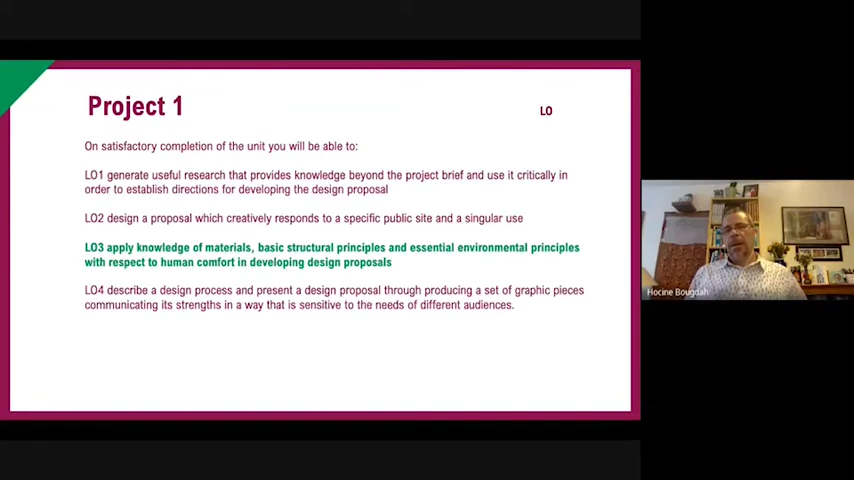 Project 1
LO
On satisfactory completion of the unit you will be able to:
LO1 generate useful research that provides knowledge beyond the project brief and use it critically in
order to establish directions for developing the design proposal
LO2 design a proposal which creatively responds to a specific public site and a singular use
LO3 apply knowledge of materials, basic structural principles and essential environmental principles
with respect to human comfort in developing design proposals
LO4 describe a design process and present a design proposal through producing a set of graphic pieces
communicating its strengths in a way that is sensitive to the needs of different audiences.
Hocine Bougdah